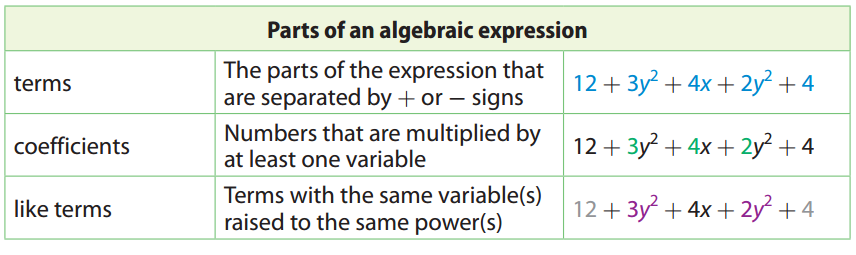 Parts of an algebraic expression
terms
The parts of the expression that
are separated by + or − signs
12 + 3y² + 4x + 2y² + 4
coefficients
Numbers that are multiplied by
at least one variable
12 + 3y² + 4x + 2y² + 4
like terms
Terms with the same variable(s)
raised to the same power(s)
12 + 3y² + 4x + 2y² + 4